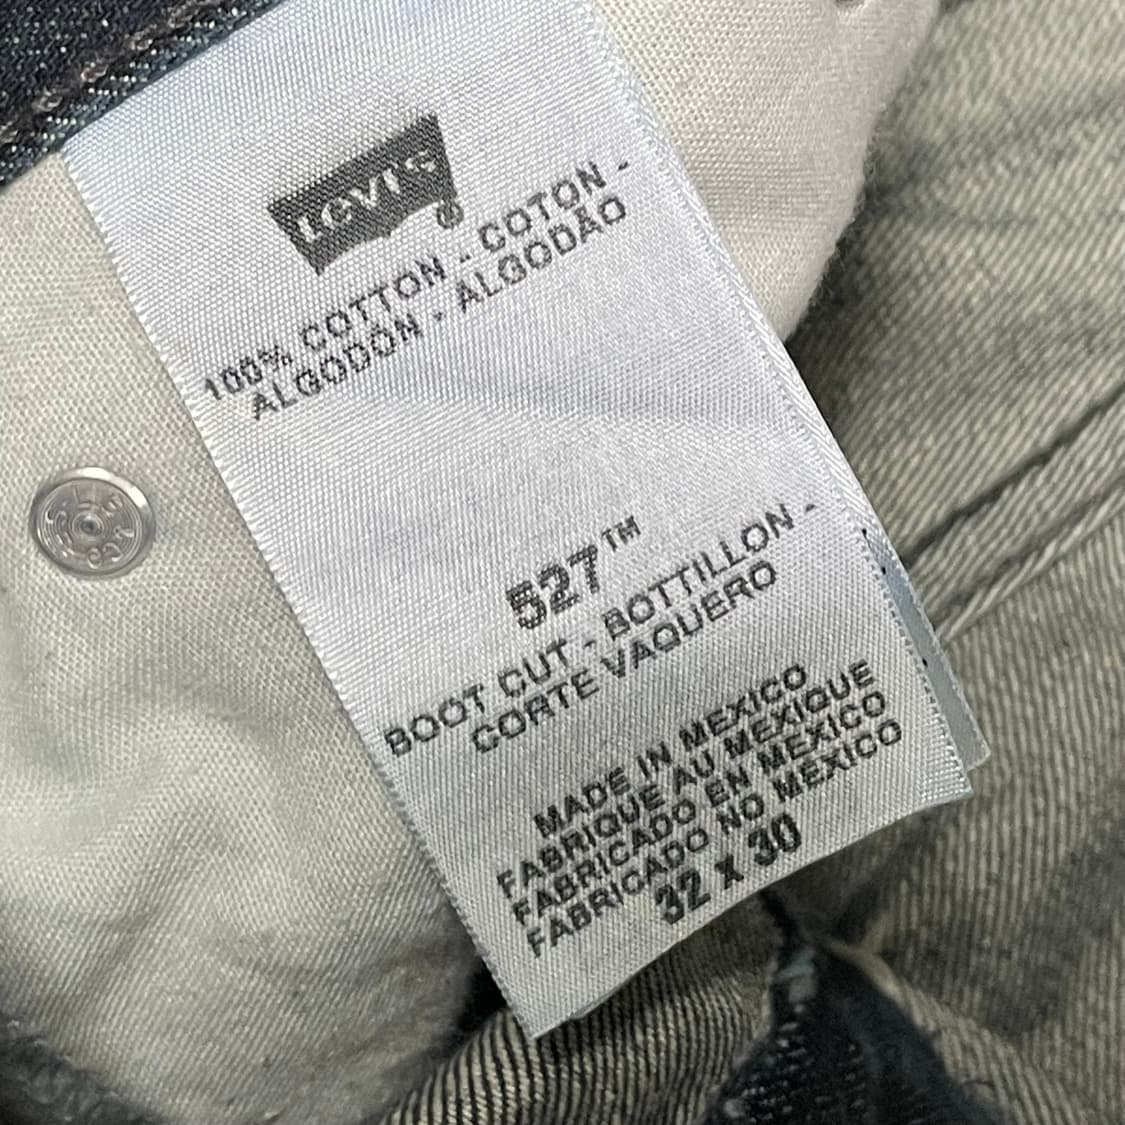 Levi's®
100% COTTON - COTON -
ALGODÓN - ALGODÃO
527™
BOOT CUT - BOTTILLON -
CORTE VAQUERO
MADE IN MEXICO
FABRIQUE AU MEXIQUE
FABRICADO EN MEXICO
FABRICADO NO MEXICO
32 x 30